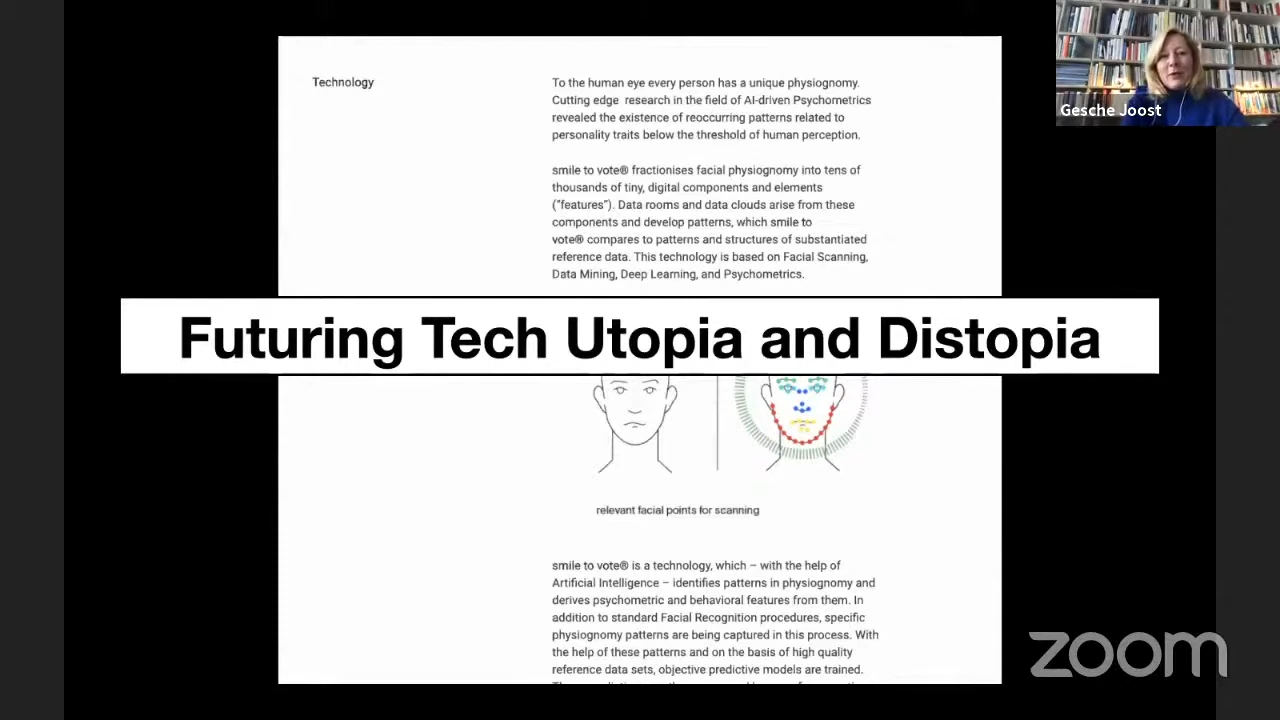 Gesche Joost
Technology
To the human eye every person has a unique physiognomy.
Cutting edge research in the field of AI-driven Psychometrics
revealed the existence of reoccurring patterns related to
personality traits below the threshold of human perception.
smile to vote® fractionises facial physiognomy into tens of
thousands of tiny, digital components and elements
("features"). Data rooms and data clouds arise from these
components and develop patterns, which smile to
vote® compares to patterns and structures of substantiated
reference data. This technology is based on Facial Scanning,
Data Mining, Deep Learning, and Psychometrics.
Futuring Tech Utopia and Distopia
relevant facial points for scanning
smile to vote® is a technology, which – with the help of
Artificial Intelligence – identifies patterns in physiognomy and
derives psychometric and behavioral features from them. In
addition to standard Facial Recognition procedures, specific
physiognomy patterns are being captured in this process. With
the help of these patterns and on the basis of high quality
reference data sets, objective predictive models are trained.
zoom